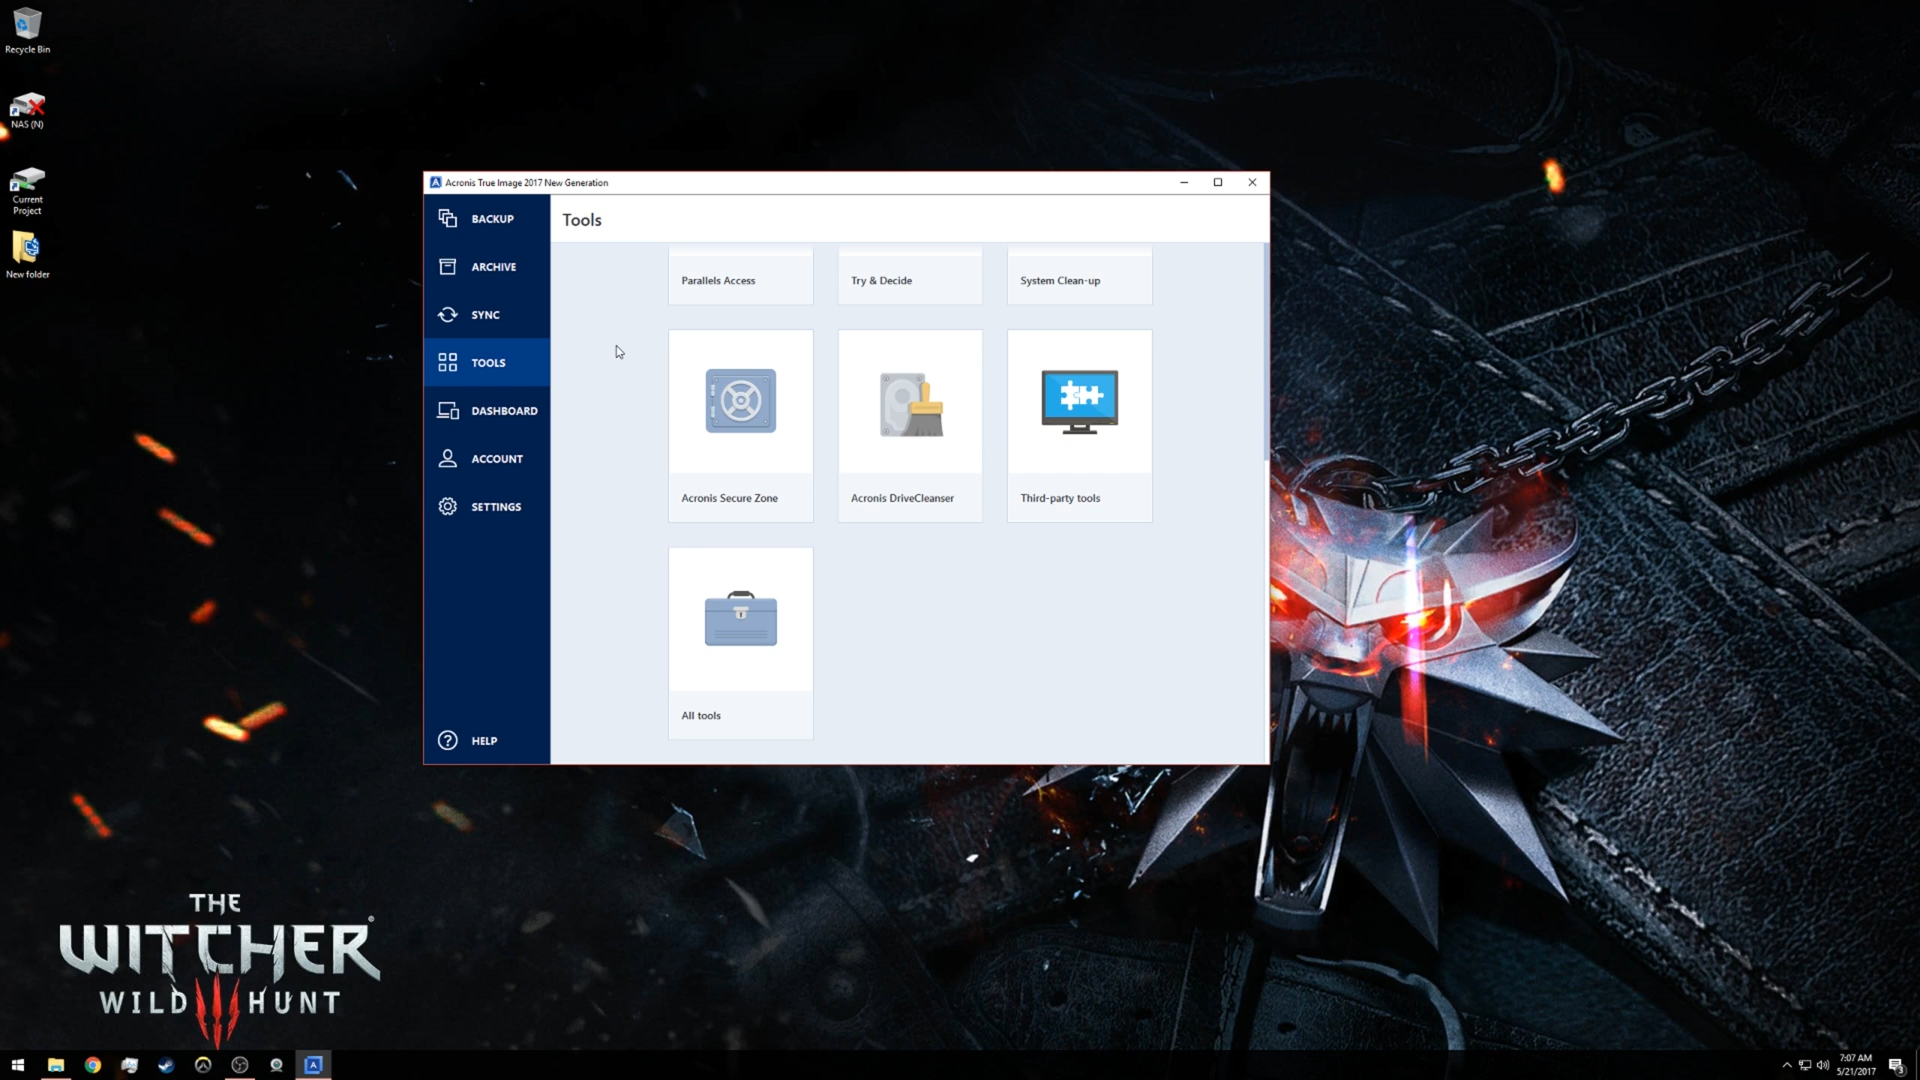 Recycle Bin
NAS (N)
Current
Project
New folder
Acronis True Image 2017 New Generation
BACKUP
ARCHIVE
SYNC
TOOLS
DASHBOARD
ACCOUNT
SETTINGS
HELP
Tools
Parallels Access
Try & Decide
System Clean-up
Acronis Secure Zone
Acronis DriveCleanser
Third-party tools
All tools
THE
WITCHER®
WILD III HUNT
7:07 AM
5/21/2017
3